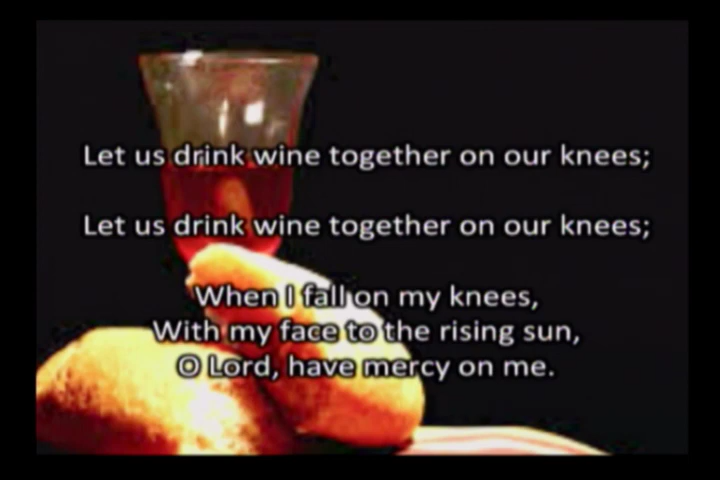 Let us drink wine together on our knees;
Let us drink wine together on our knees;
When I fall on my knees,
With my face to the rising sun,
O Lord, have mercy on me.